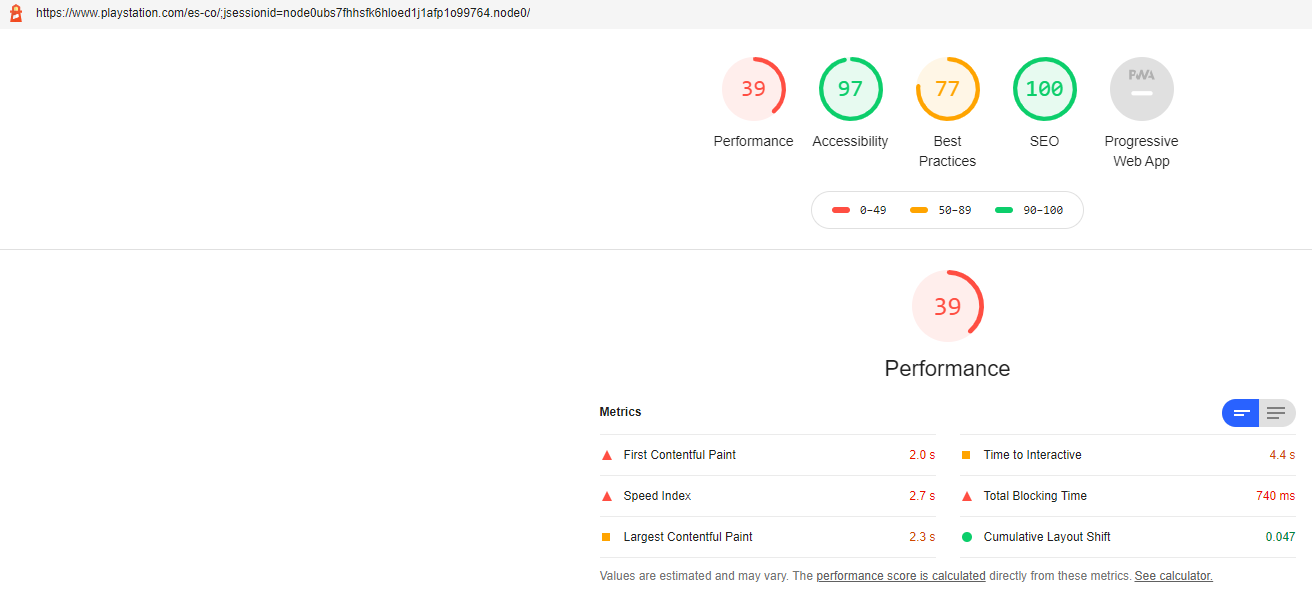 https://www.playstation.com/es-co/;jsessionid=node0ubs7fhhsfk6hloed1j1afp1o99764.node0/
39
97
77
100
PWA
Performance
Accessibility
Best
Practices
SEO
Progressive
Web App
0–49
50–89
90–100
39
Performance
Metrics
First Contentful Paint 2.0 s
Time to Interactive 4.4 s
Speed Index 2.7 s
Total Blocking Time 740 ms
Largest Contentful Paint 2.3 s
Cumulative Layout Shift 0.047
Values are estimated and may vary. The performance score is calculated directly from these metrics. See calculator.